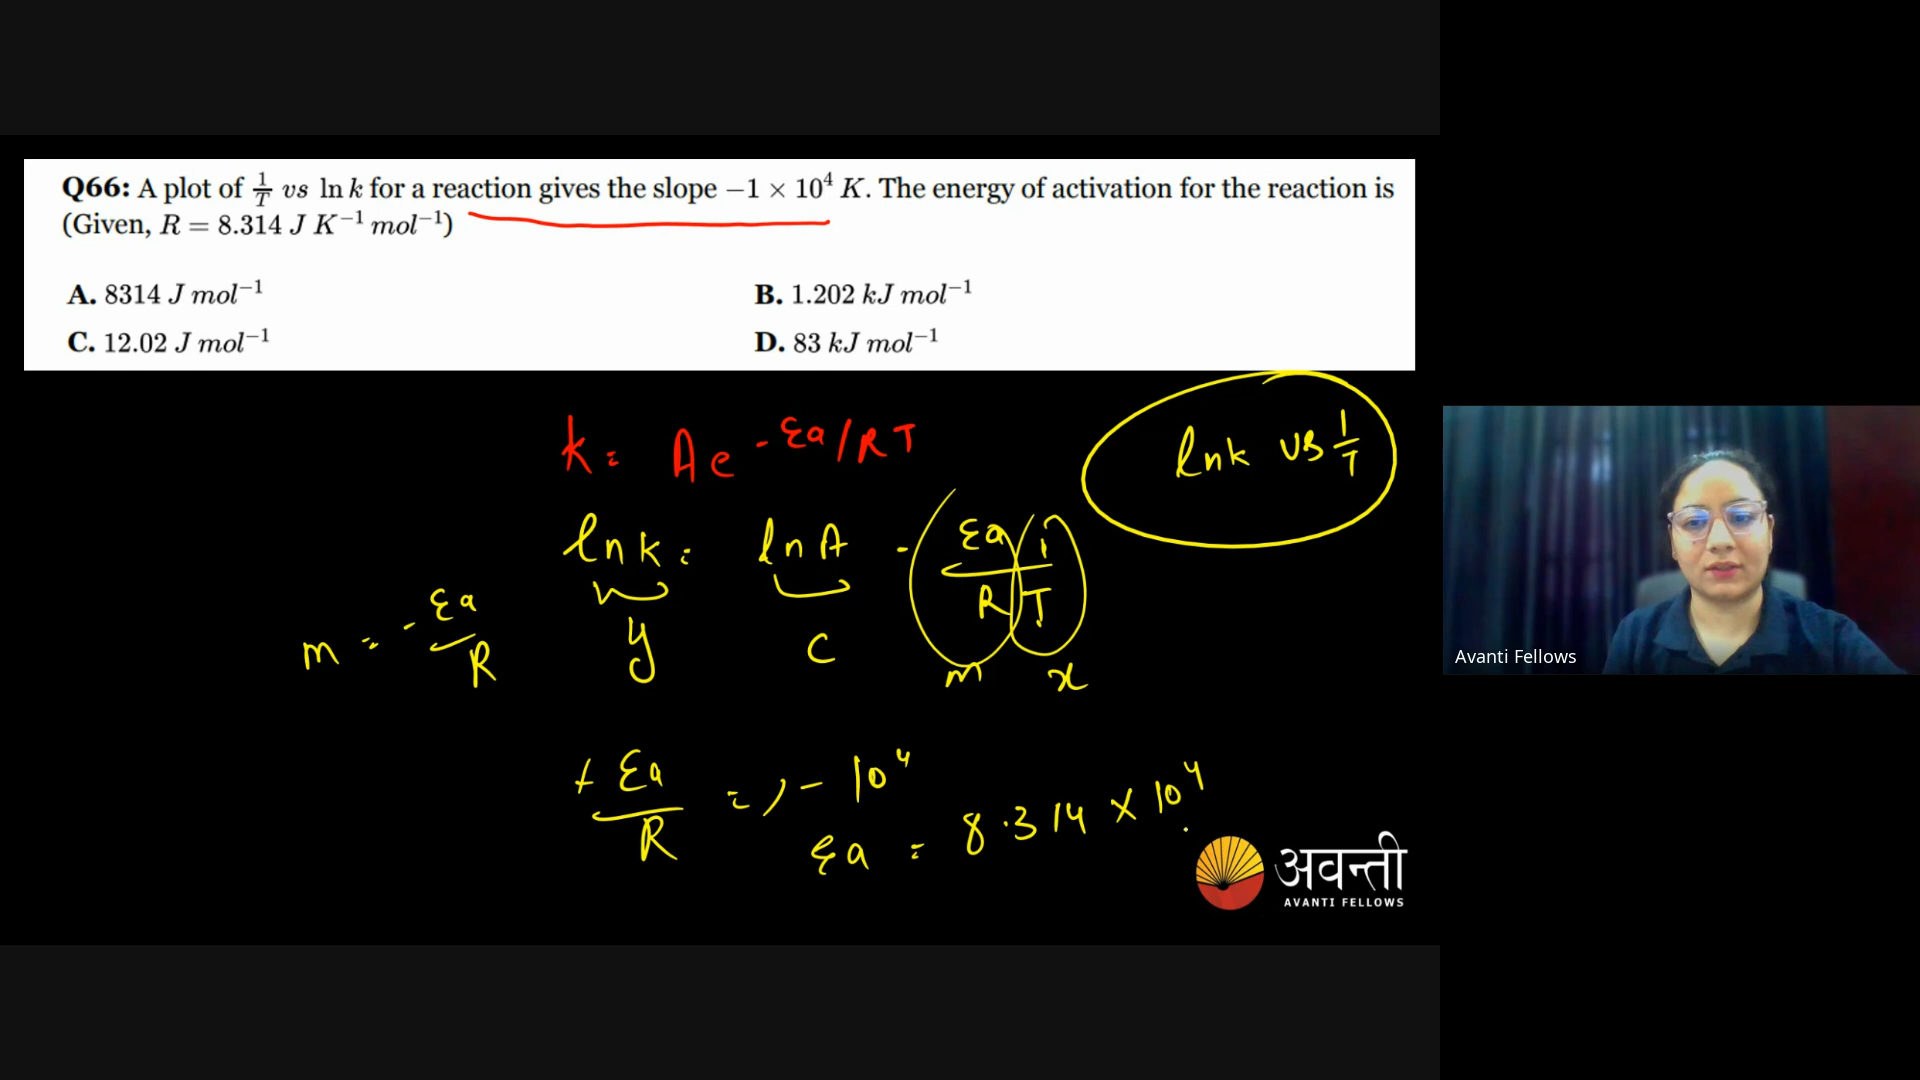 Q66: A plot of 1/T vs ln k for a reaction gives the slope −1 × 10⁴ K. The energy of activation for the reaction is
(Given, R = 8.314 J K⁻¹ mol⁻¹)
A. 8314 J mol⁻¹
B. 1.202 kJ mol⁻¹
C. 12.02 J mol⁻¹
D. 83 kJ mol⁻¹
k = Ae^-Ea/RT
lnk vs 1/T
lnk = lnA - Ea/R 1/T
y c m x
m = -Ea/R
+Ea/R = +-10⁴
Ea = 8.314 × 10⁴
अवन्ती
AVANTI FELLOWS
Avanti Fellows